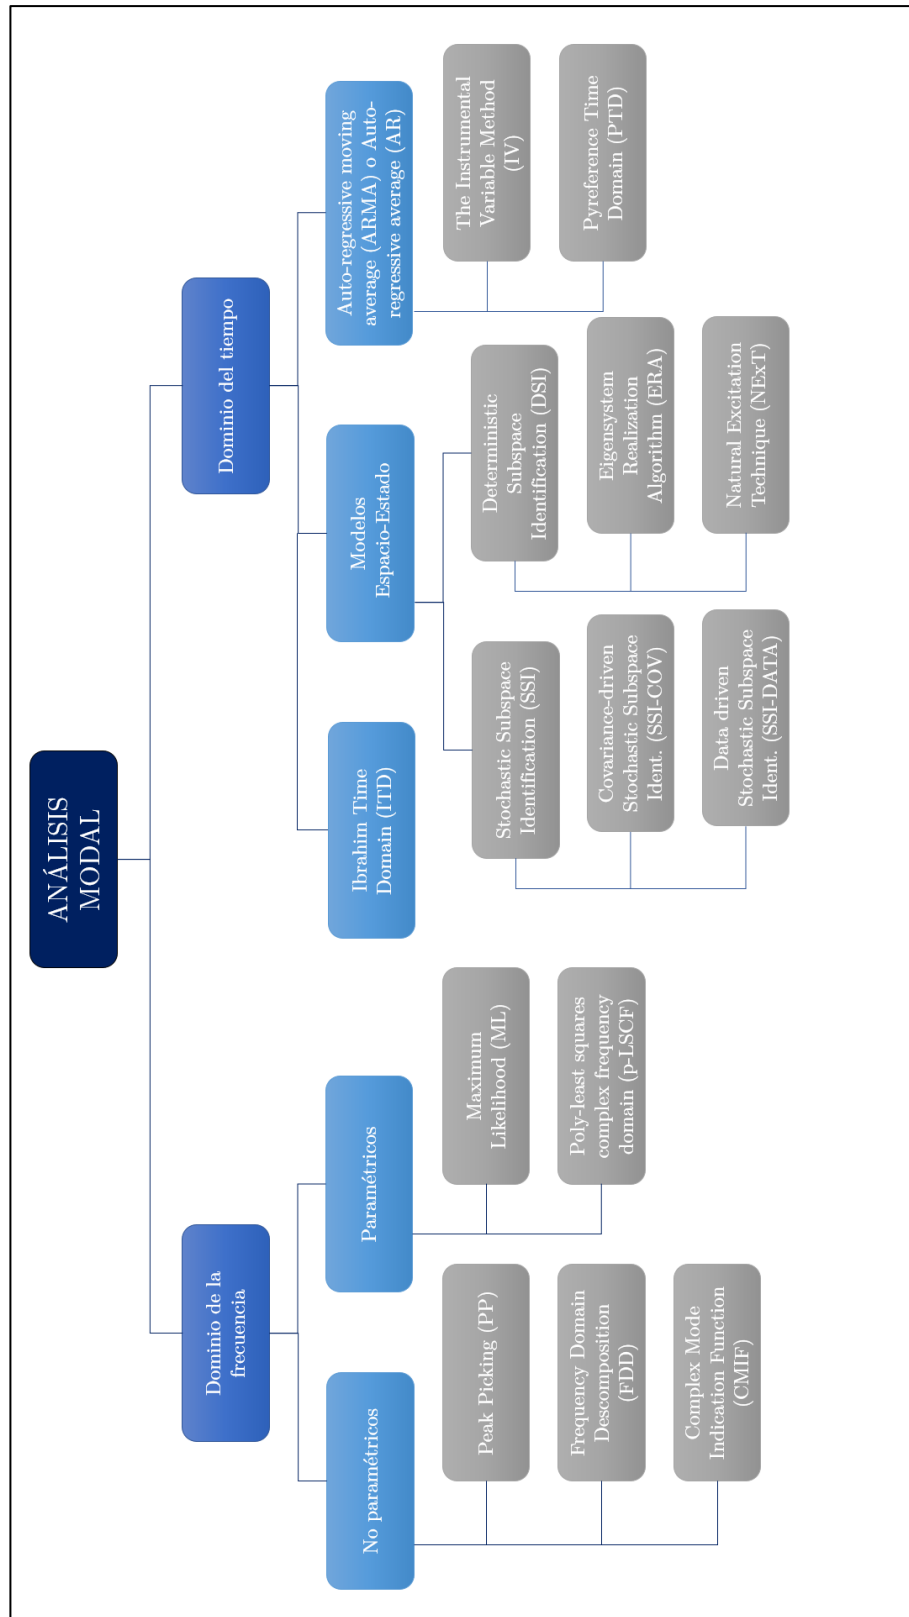 ANÁLISIS
MODAL
Dominio de la
frecuencia
Dominio del tiempo
No paramétricos
Paramétricos
Ibrahim Time
Domain (ITD)
Modelos
Espacio-Estado
Auto-regressive moving
average (ARMA) o Auto-
regressive average (AR)
Peak Picking (PP)
Frequency Domain
Descomposition
(FDD)
Complex Mode
Indication Function
(CMIF)
Maximum
Likelihood (ML)
Poly-least squares
complex frequency
domain (p-LSCF)
Stochastic Subspace
Identification (SSI)
Covariance-driven
Stochastic Subspace
Ident. (SSI-COV)
Data driven
Stochastic Subspace
Ident. (SSI-DATA)
Deterministic
Subspace
Identification (DSI)
Eigensystem
Realization
Algorithm (ERA)
Natural Excitation
Technique (NExT)
The Instrumental
Variable Method
(IV)
Pyreference Time
Domain (PTD)